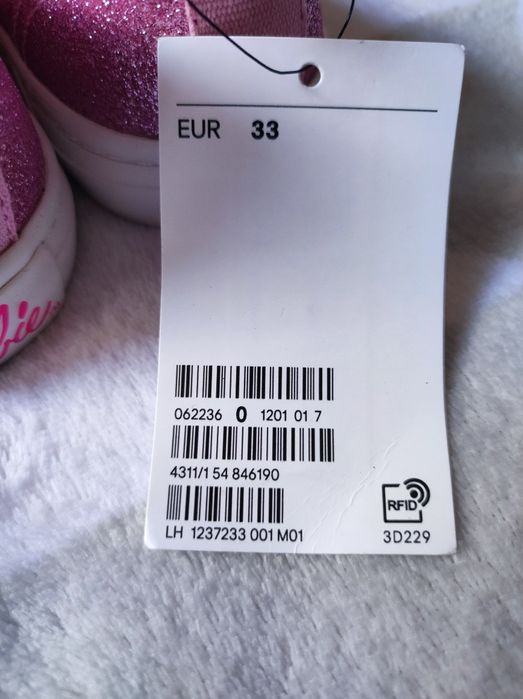 EUR 33
062236 0 1201 01 7
4311/1 54 846190
LH 1237233 001 M01
RFID
3D229